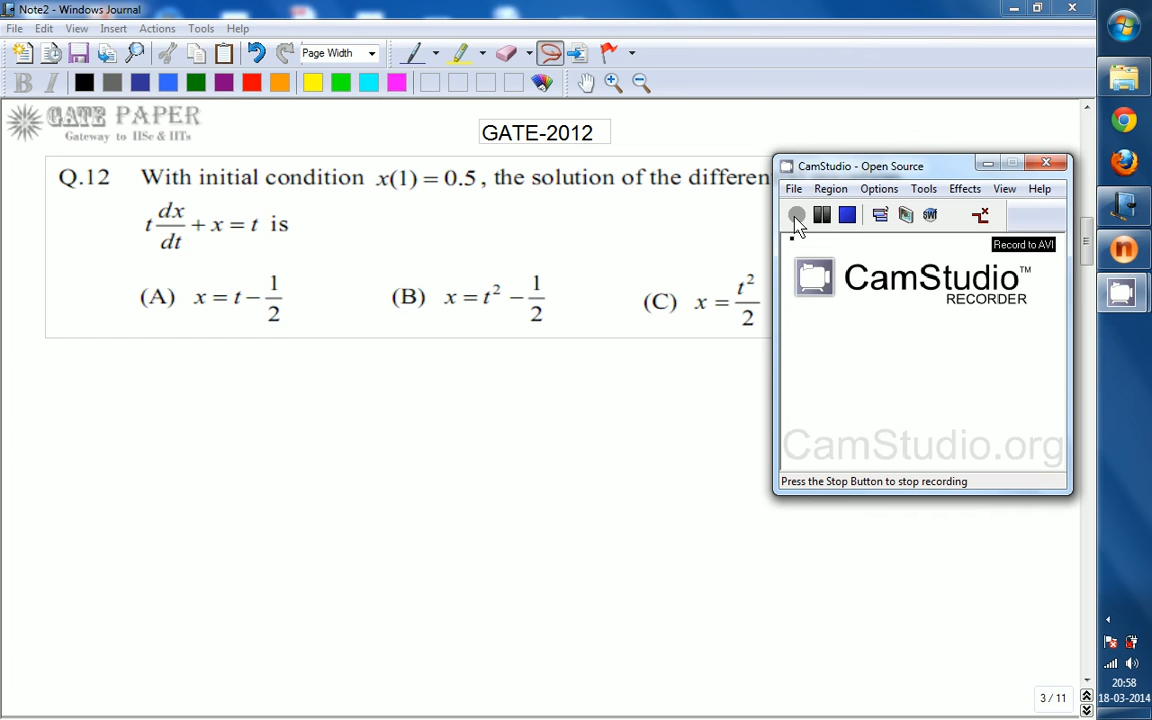 Note2 - Windows Journal
File Edit View Insert Actions Tools Help
Page Width
B I
GATE PAPER
Gateway to IISc & IITs
GATE-2012
Q.12 With initial condition x(1) = 0.5, the solution of the differen
t dx/dt + x = t is
(A) x = t − 1/2 (B) x = t² − 1/2 (C) x = t²/2
CamStudio - Open Source
File Region Options Tools Effects View Help
SWf
Record to AVI
CamStudio™
RECORDER
CamStudio.org
Press the Stop Button to stop recording
3 / 11
20:58
18-03-2014